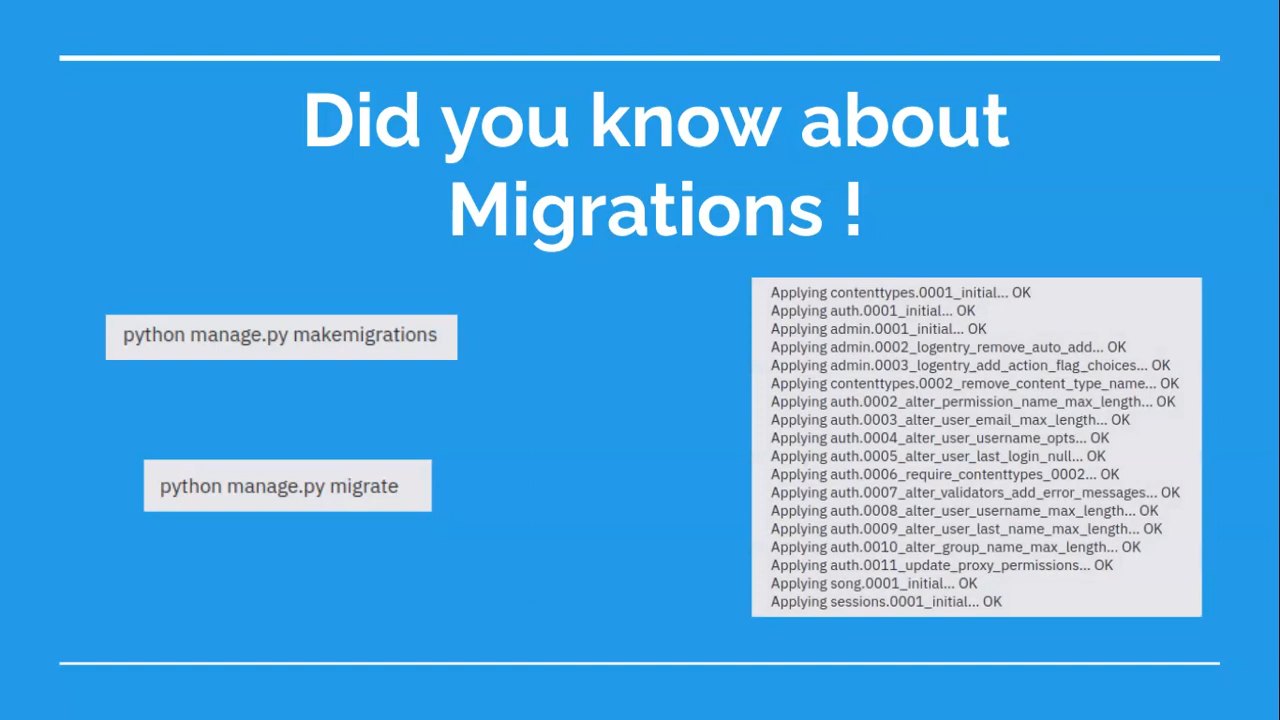 Did you know about
Migrations !
python manage.py makemigrations
python manage.py migrate
Applying contenttypes.0001_initial... OK
Applying auth.0001_initial... OK
Applying admin.0001_initial... OK
Applying admin.0002_logentry_remove_auto_add... OK
Applying admin.0003_logentry_add_action_flag_choices... OK
Applying contenttypes.0002_remove_content_type_name... OK
Applying auth.0002_alter_permission_name_max_length... OK
Applying auth.0003_alter_user_email_max_length... OK
Applying auth.0004_alter_user_username_opts... OK
Applying auth.0005_alter_user_last_login_null... OK
Applying auth.0006_require_contenttypes_0002... OK
Applying auth.0007_alter_validators_add_error_messages... OK
Applying auth.0008_alter_user_username_max_length... OK
Applying auth.0009_alter_user_last_name_max_length... OK
Applying auth.0010_alter_group_name_max_length... OK
Applying auth.0011_update_proxy_permissions... OK
Applying song.0001_initial... OK
Applying sessions.0001_initial... OK